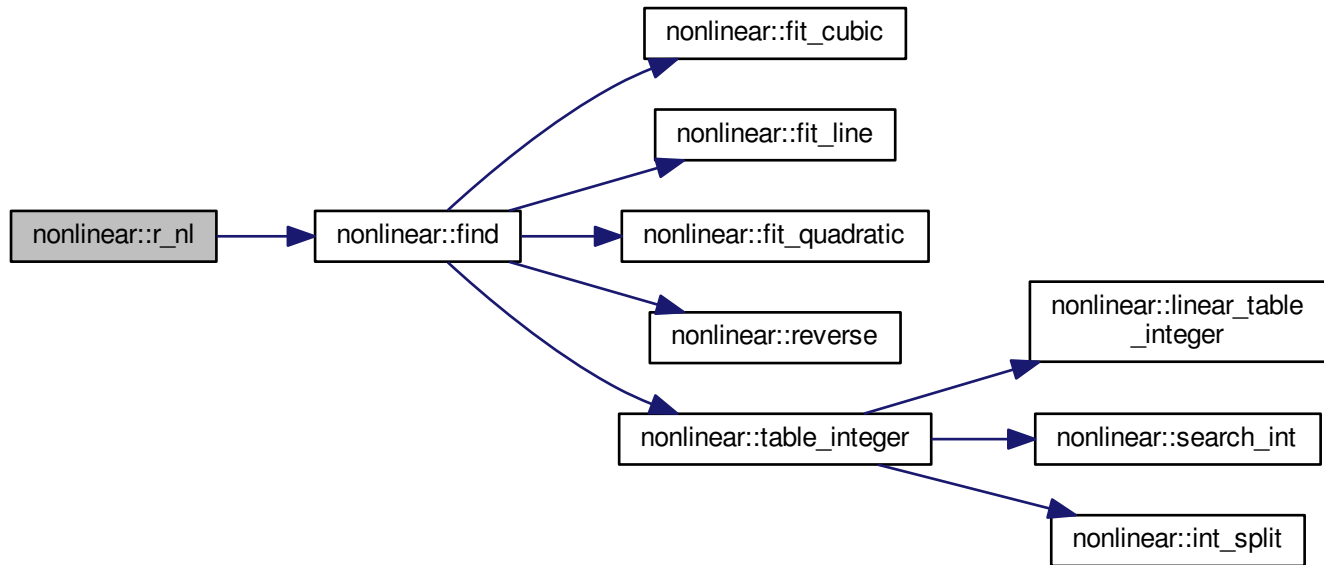 nonlinear::fit_cubic
nonlinear::fit_line
nonlinear::r_nl
nonlinear::find
nonlinear::fit_quadratic
nonlinear::linear_table
_integer
nonlinear::reverse
nonlinear::table_integer
nonlinear::search_int
nonlinear::int_split